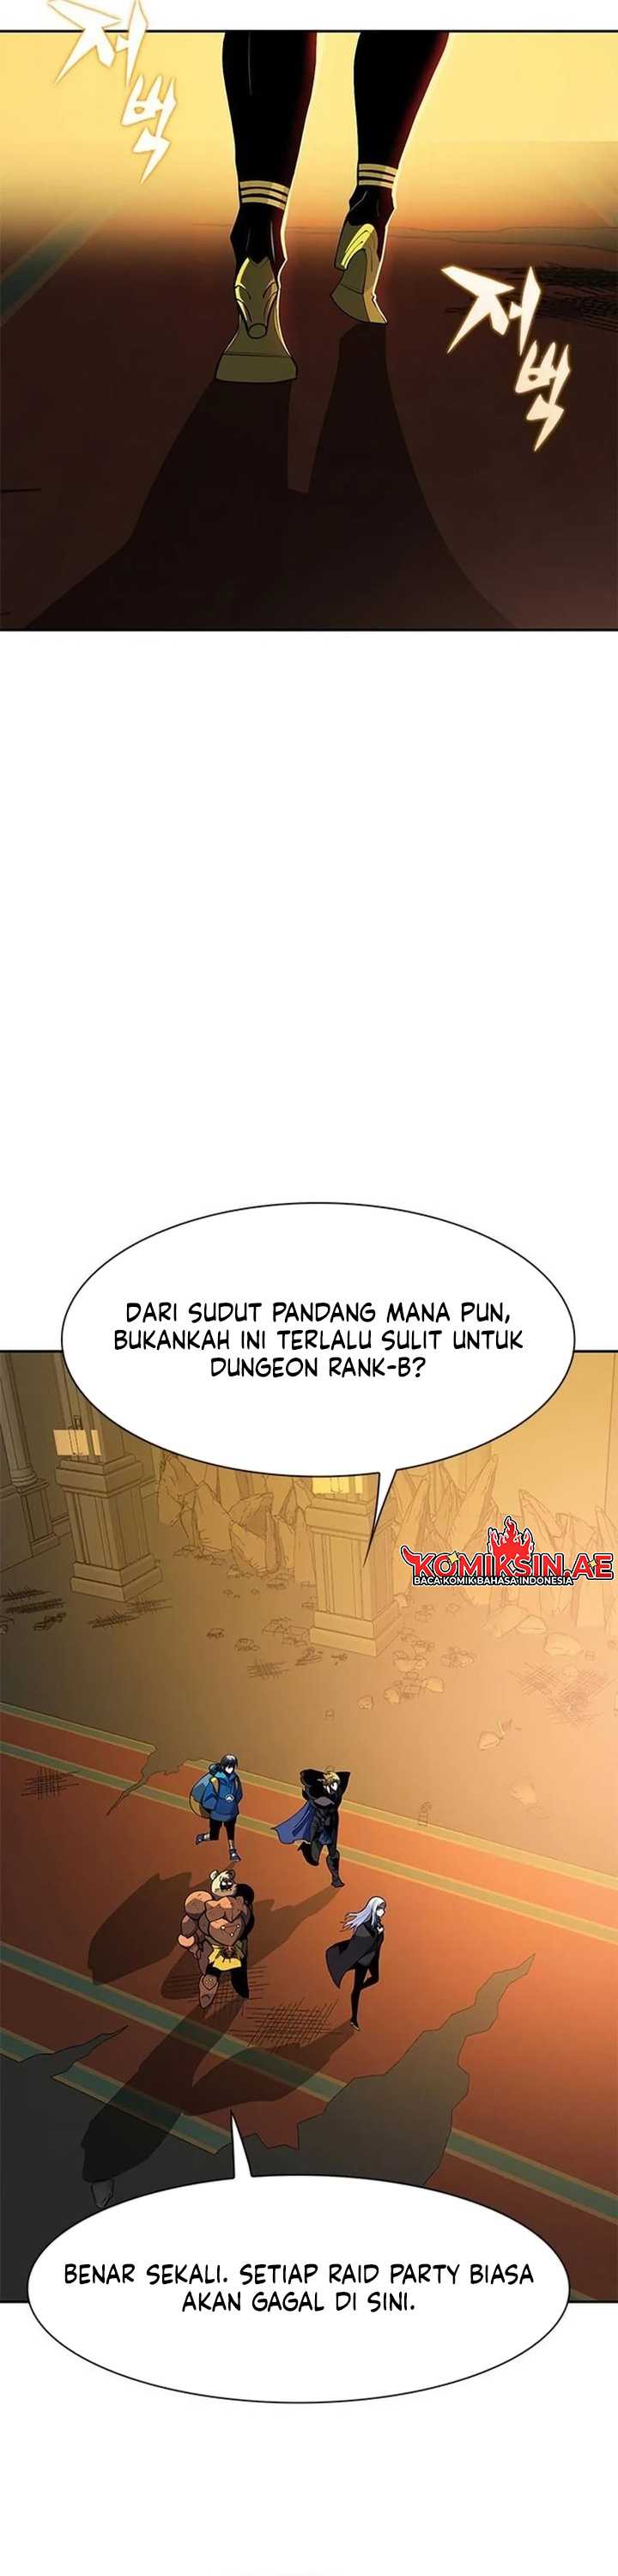 저벅
저벅
DARI SUDUT PANDANG MANA PUN,
BUKANKAH INI TERLALU SULIT UNTUK
DUNGEON RANK-B?
KOMIKSIN.AE
BACA KOMIK BAHASA INDONESIA
BENAR SEKALI. SETIAP RAID PARTY BIASA
AKAN GAGAL DI SINI.